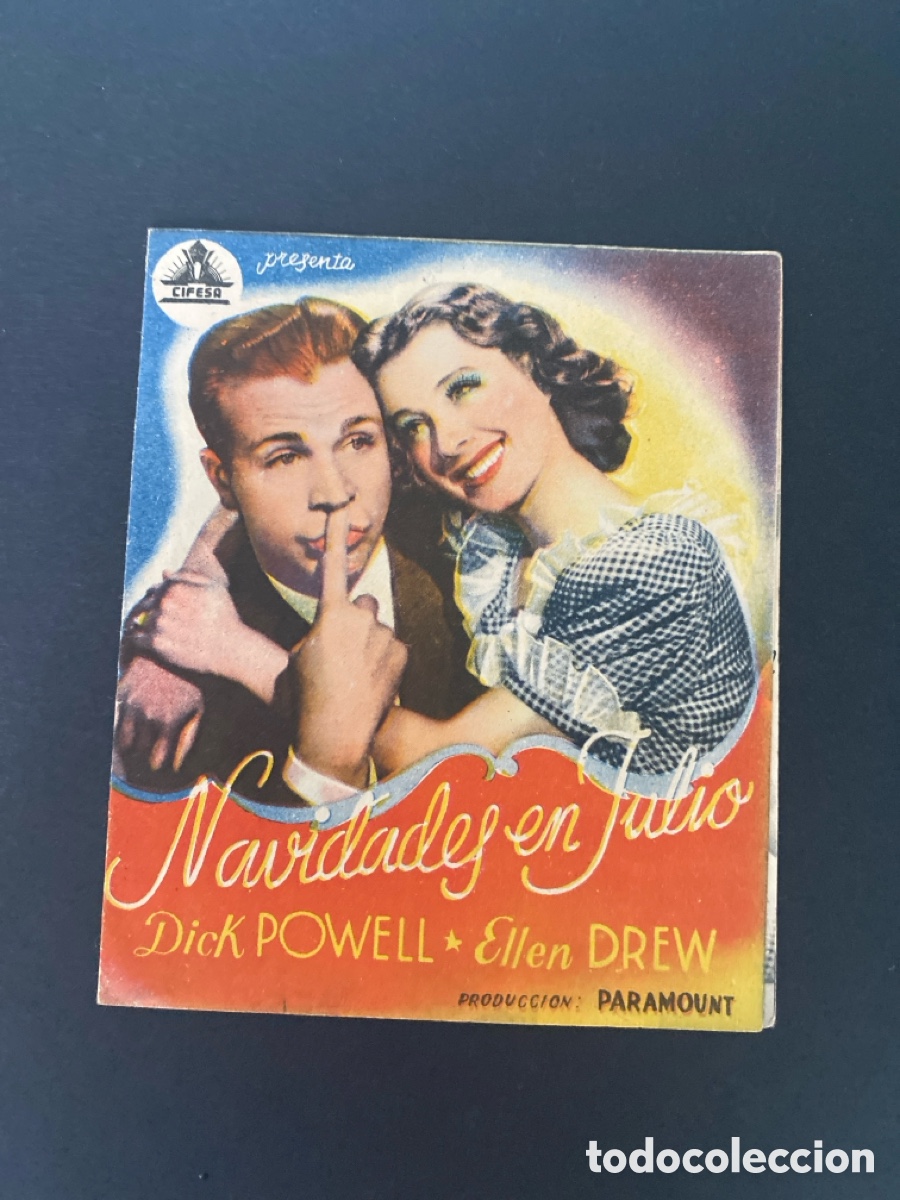 CIFESA
presenta
Navidades en Julio
Dick POWELL ★ Ellen DREW
PRODUCCION: PARAMOUNT
todocoleccion